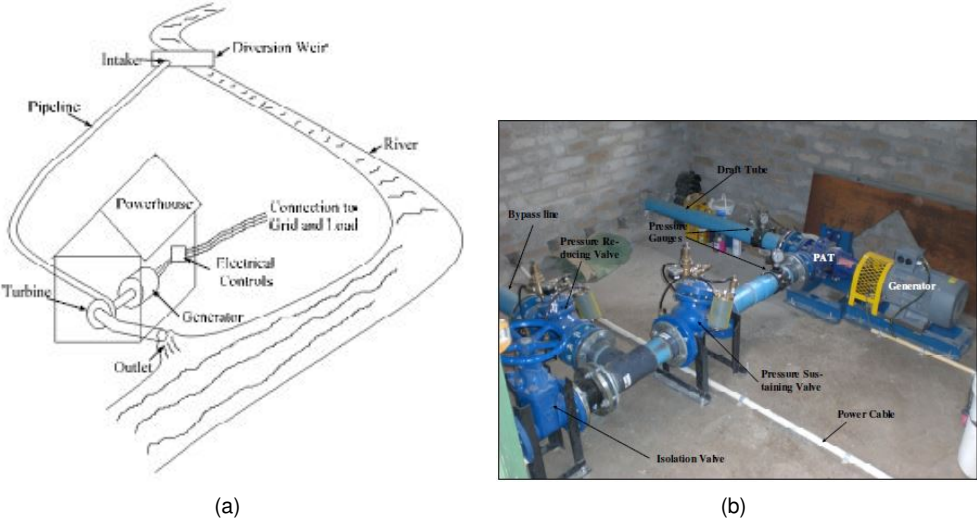 Diversion Weir
Intake
Pipeline
River
Powerhouse
Connection to
Grid and Load
Electrical
Controls
Turbine
Generator
Outlet
(a)
Draft Tube
Bypass line
Pressure
Gauges
Pressure Re-
ducing Valve
PAT
Generator
Pressure Sus-
taining Valve
Power Cable
Isolation Valve
(b)